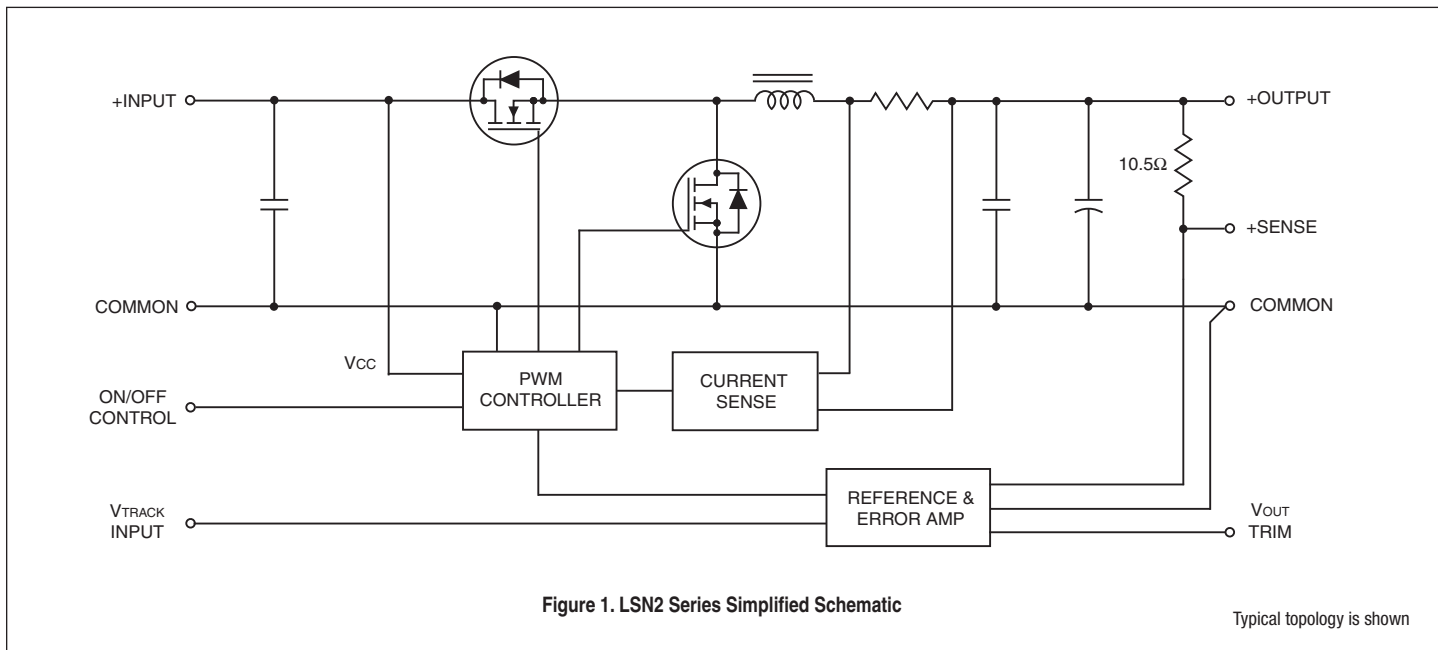 +INPUT
+OUTPUT
10.5Ω
+SENSE
COMMON
COMMON
VCC
PWM
CONTROLLER
CURRENT
SENSE
ON/OFF
CONTROL
REFERENCE &
ERROR AMP
VTRACK
INPUT
VOUT
TRIM
Figure 1. LSN2 Series Simplified Schematic
Typical topology is shown